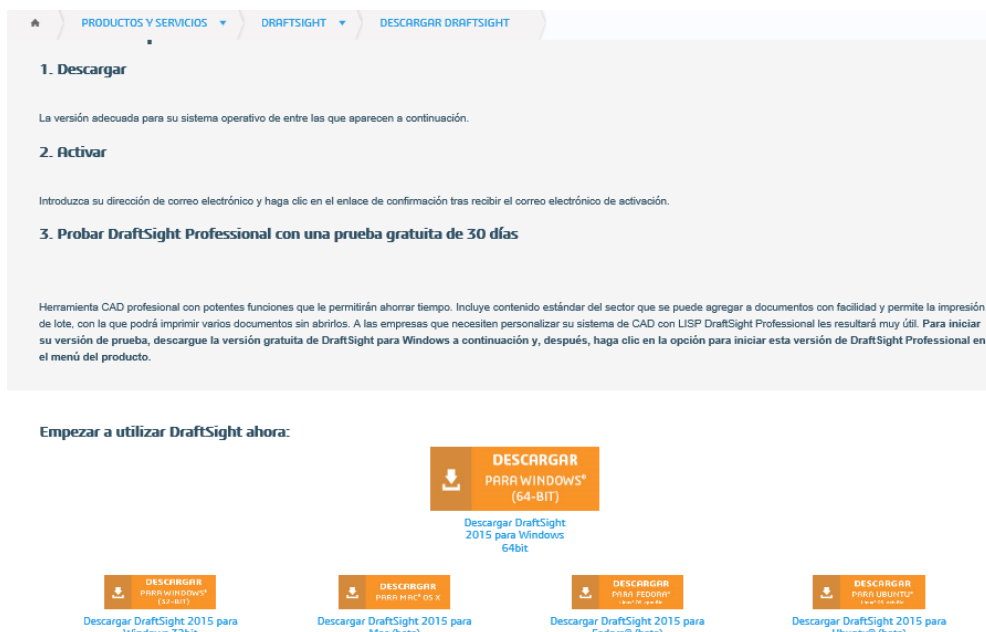 PRODUCTOS Y SERVICIOS DRAFTSIGHT DESCARGAR DRAFTSIGHT
1. Descargar
La versión adecuada para su sistema operativo de entre las que aparecen a continuación.
2. Activar
Introduzca su dirección de correo electrónico y haga clic en el enlace de confirmación tras recibir el correo electrónico de activación.
3. Probar DraftSight Professional con una prueba gratuita de 30 días
Herramienta CAD profesional con potentes funciones que le permitirán ahorrar tiempo. Incluye contenido estándar del sector que se puede agregar a documentos con facilidad y permite la impresión
de lote, con la que podrá imprimir varios documentos sin abrirlos. A las empresas que necesiten personalizar su sistema de CAD con LISP DraftSight Professional les resultará muy útil. Para iniciar
su versión de prueba, descargue la versión gratuita de DraftSight para Windows a continuación y, después, haga clic en la opción para iniciar esta versión de DraftSight Professional en
el menú del producto.
Empezar a utilizar DraftSight ahora:
DESCARGAR
PARA WINDOWS®
(64-BIT)
Descargar DraftSight
2015 para Windows
64bit
DESCARGAR
PARA WINDOWS®
(32-BIT)
Descargar DraftSight 2015 para
Windows 32bit
DESCARGAR
PARA MAC® OS X
Descargar DraftSight 2015 para
Mac (beta)
DESCARGAR
PARA FEDORA®
Descargar DraftSight 2015 para
Fedora® (beta)
DESCARGAR
PARA UBUNTU®
Descargar DraftSight 2015 para
Ubuntu® (beta)